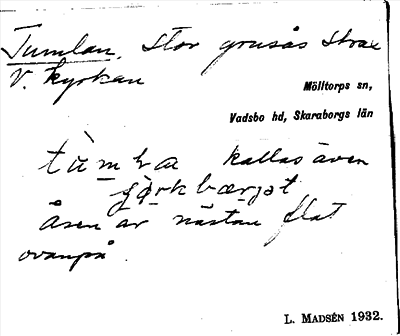 Tumlan. Stor grusås strax
V. kyrkan
Mölltorps sn,
Vadsbo hd, Skaraborgs län
tùmla kallas även
Åsen är nästan flat
ovanpå.
L. MADSÉN 1932.